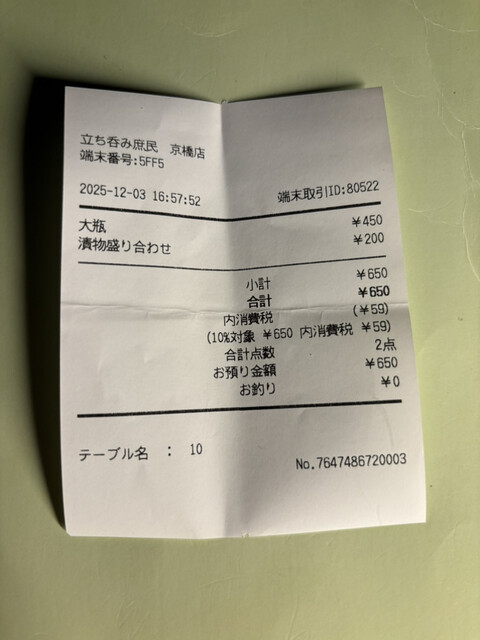 立ち呑み庶民 京橋店
端末番号:5FF5
2025-12-03 16:57:52 端末取引ID:80522
大瓶 ¥450
漬物盛り合わせ ¥200
小計 ¥650
合計 ¥650
内消費税 (¥59)
(10%対象 ¥650 内消費税 ¥59)
合計点数 2点
お預り金額 ¥650
お釣り ¥0
テーブル名 : 10
No.7647486720003